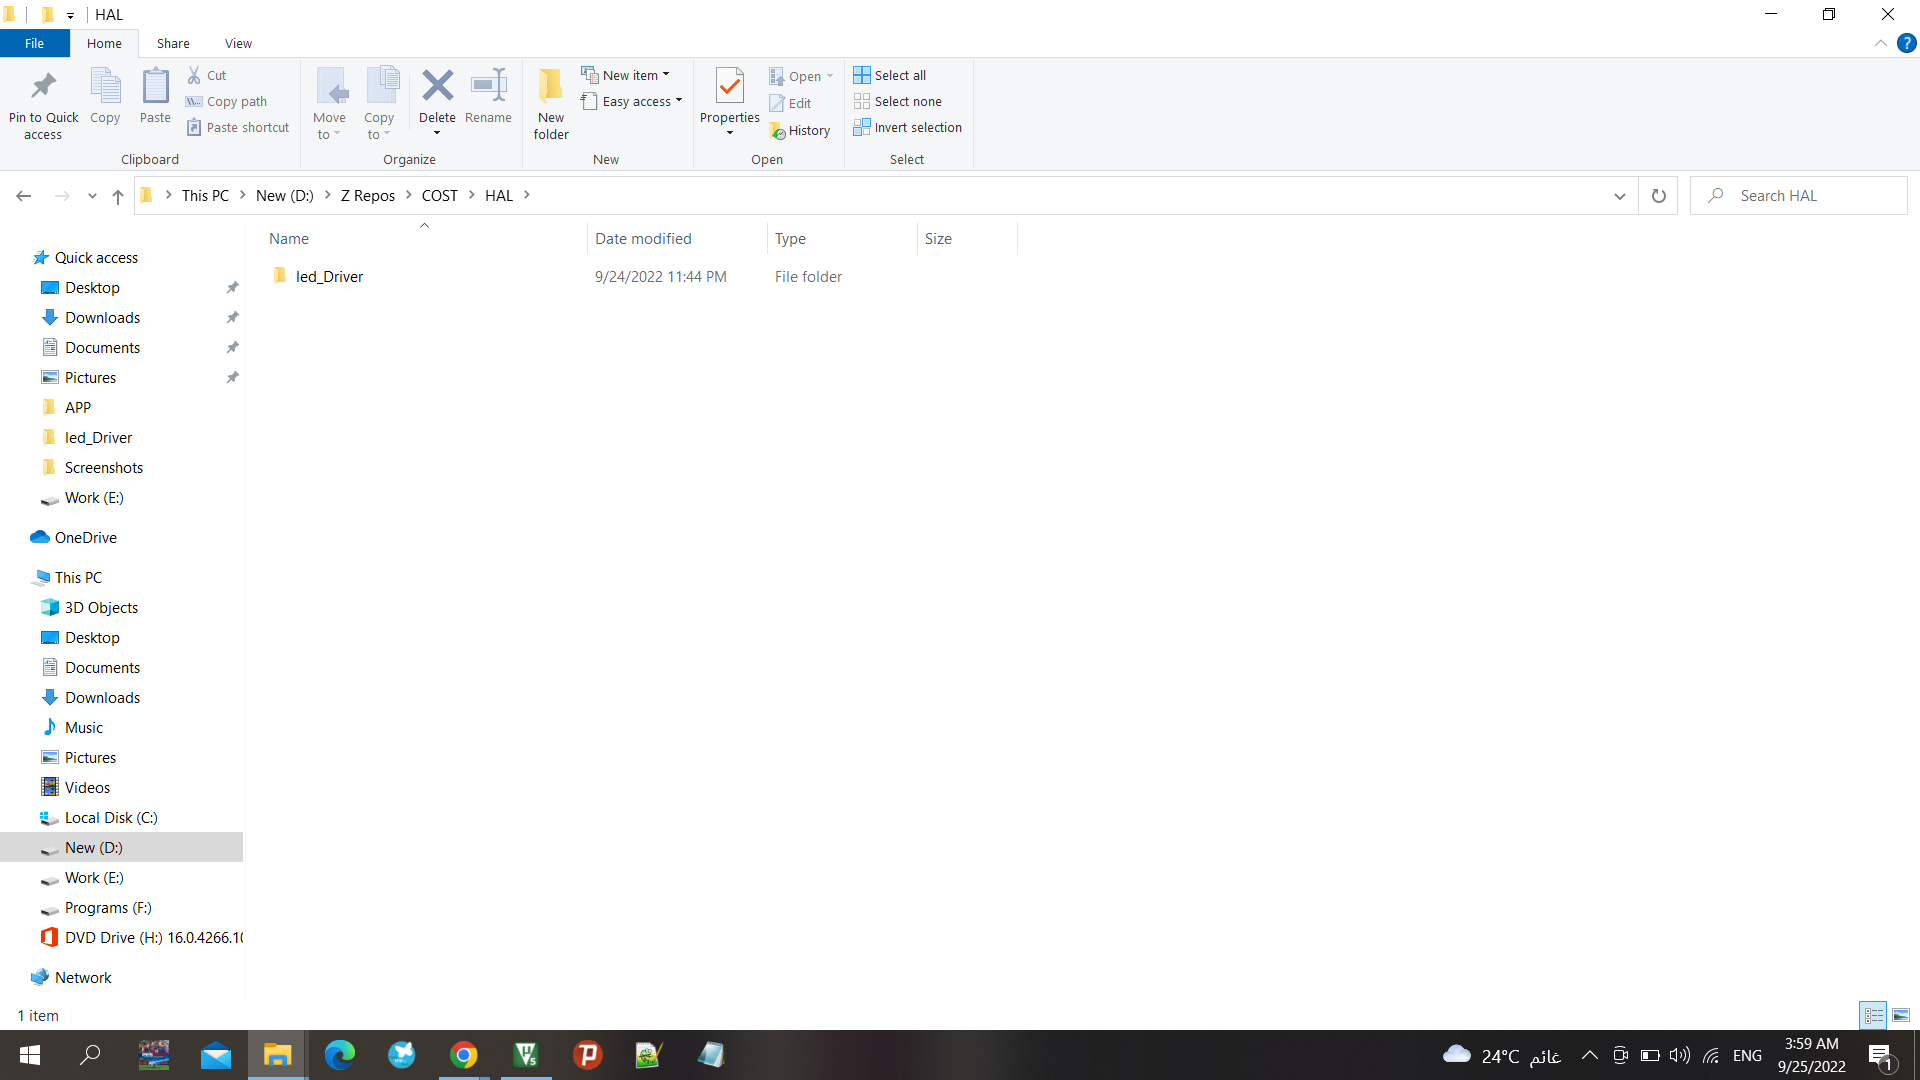 HAL
File
Home
Share
View
Pin to Quick access
Copy
Paste
Cut
Copy path
Paste shortcut
Clipboard
Move to
Copy to
Delete
Rename
Organize
New folder
New item
Easy access
New
Properties
Open
Edit
History
Open
Select all
Select none
Invert selection
Select
This PC
New (D:)
Z Repos
COST
HAL
Search HAL
Name
Date modified
Type
Size
led_Driver
9/24/2022 11:44 PM
File folder
Quick access
Desktop
Downloads
Documents
Pictures
APP
led_Driver
Screenshots
Work (E:)
OneDrive
This PC
3D Objects
Desktop
Documents
Downloads
Music
Pictures
Videos
Local Disk (C:)
New (D:)
Work (E:)
Programs (F:)
DVD Drive (H:) 16.0.4266.10
Network
1 item
24°C غائم
ENG
3:59 AM
9/25/2022
1